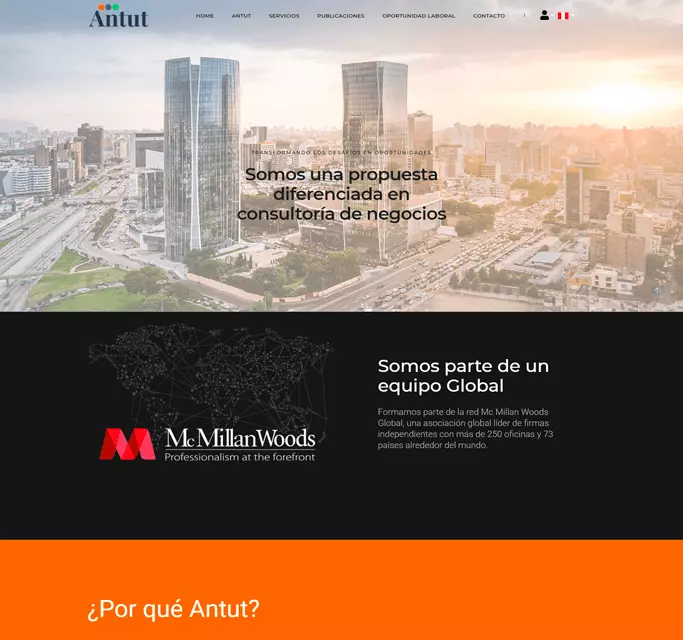 Antut
HOME
ANTUT
SERVICIOS
PUBLICACIONES
OPORTUNIDAD LABORAL
CONTACTO
TRANSFORMANDO LOS DESAFÍOS EN OPORTUNIDADES
Somos una propuesta
diferenciada en
consultoría de negocios
Somos parte de un
equipo Global
Formamos parte de la red Mc Millan Woods
Global, una asociación global líder de firmas
independientes con más de 250 oficinas y 73
países alrededor del mundo.
McMillanWoods
Professionalism at the forefront
¿Por qué Antut?